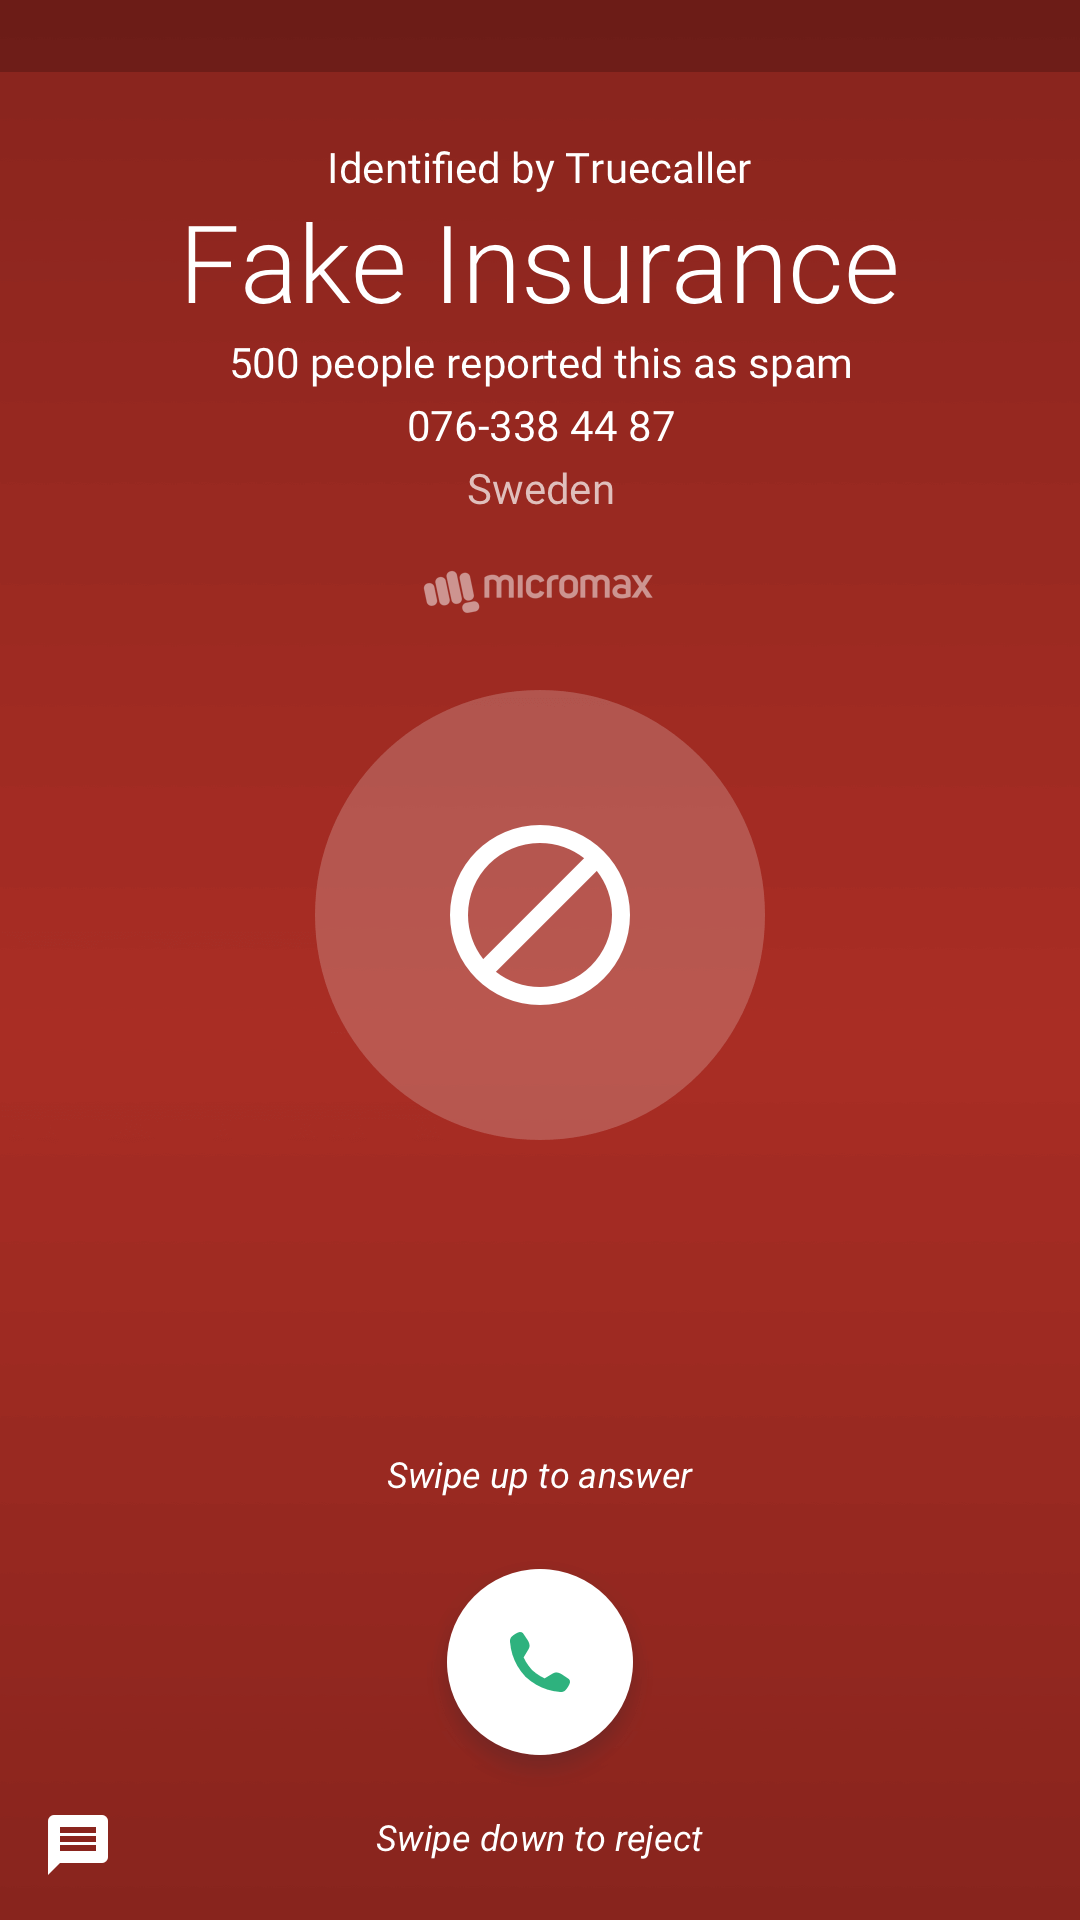 Identified by Truecaller
Fake Insurance
500 people reported this as spam
076-338 44 87
Sweden
micromax
Swipe up to answer
Swipe down to reject